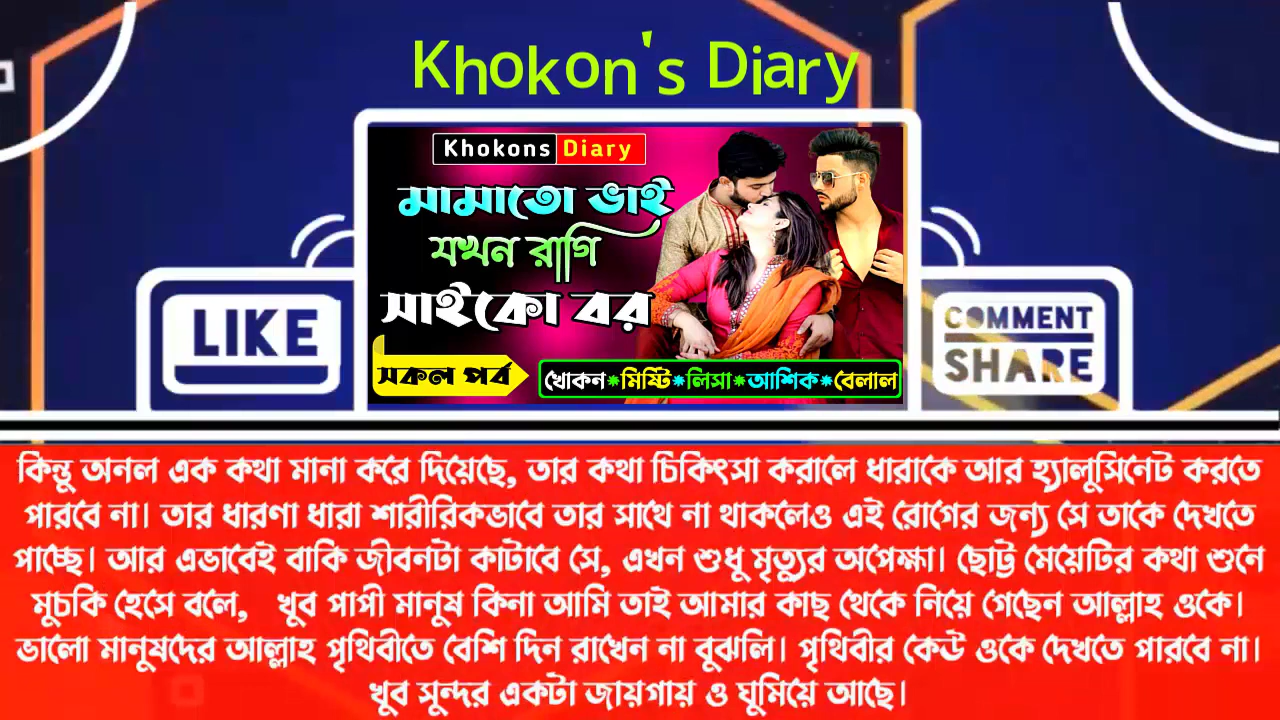 Khokon's Diary
Khokons Diary
মামাতো ভাই
যখন রাগি
সাইকো বর
সকল পর্ব
খোকন*মিষ্টি*লিসা*আশিক*বেলাল
LIKE
COMMENT
SHARE
কিন্তু অনল এক কথা মানা করে দিয়েছে, তার কথা চিকিৎসা করালে ধারাকে আর হ্যালুসিনেট করতে
পারবে না। তার ধারণা ধারা শারীরিকভাবে তার সাথে না থাকলেও এই রোগের জন্য সে তাকে দেখতে
পাচ্ছে। আর এভাবেই বাকি জীবনটা কাটাবে সে, এখন শুধু মৃত্যুর অপেক্ষা। ছোট্ট মেয়েটির কথা শুনে
মুচকি হেসে বলে, খুব পাপী মানুষ কিনা আমি তাই আমার কাছ থেকে নিয়ে গেছেন আল্লাহ ওকে।
ভালো মানুষদের আল্লাহ পৃথিবীতে বেশি দিন রাখেন না বুঝলি। পৃথিবীর কেউ ওকে দেখতে পারবে না।
খুব সুন্দর একটা জায়গায় ও ঘুমিয়ে আছে।